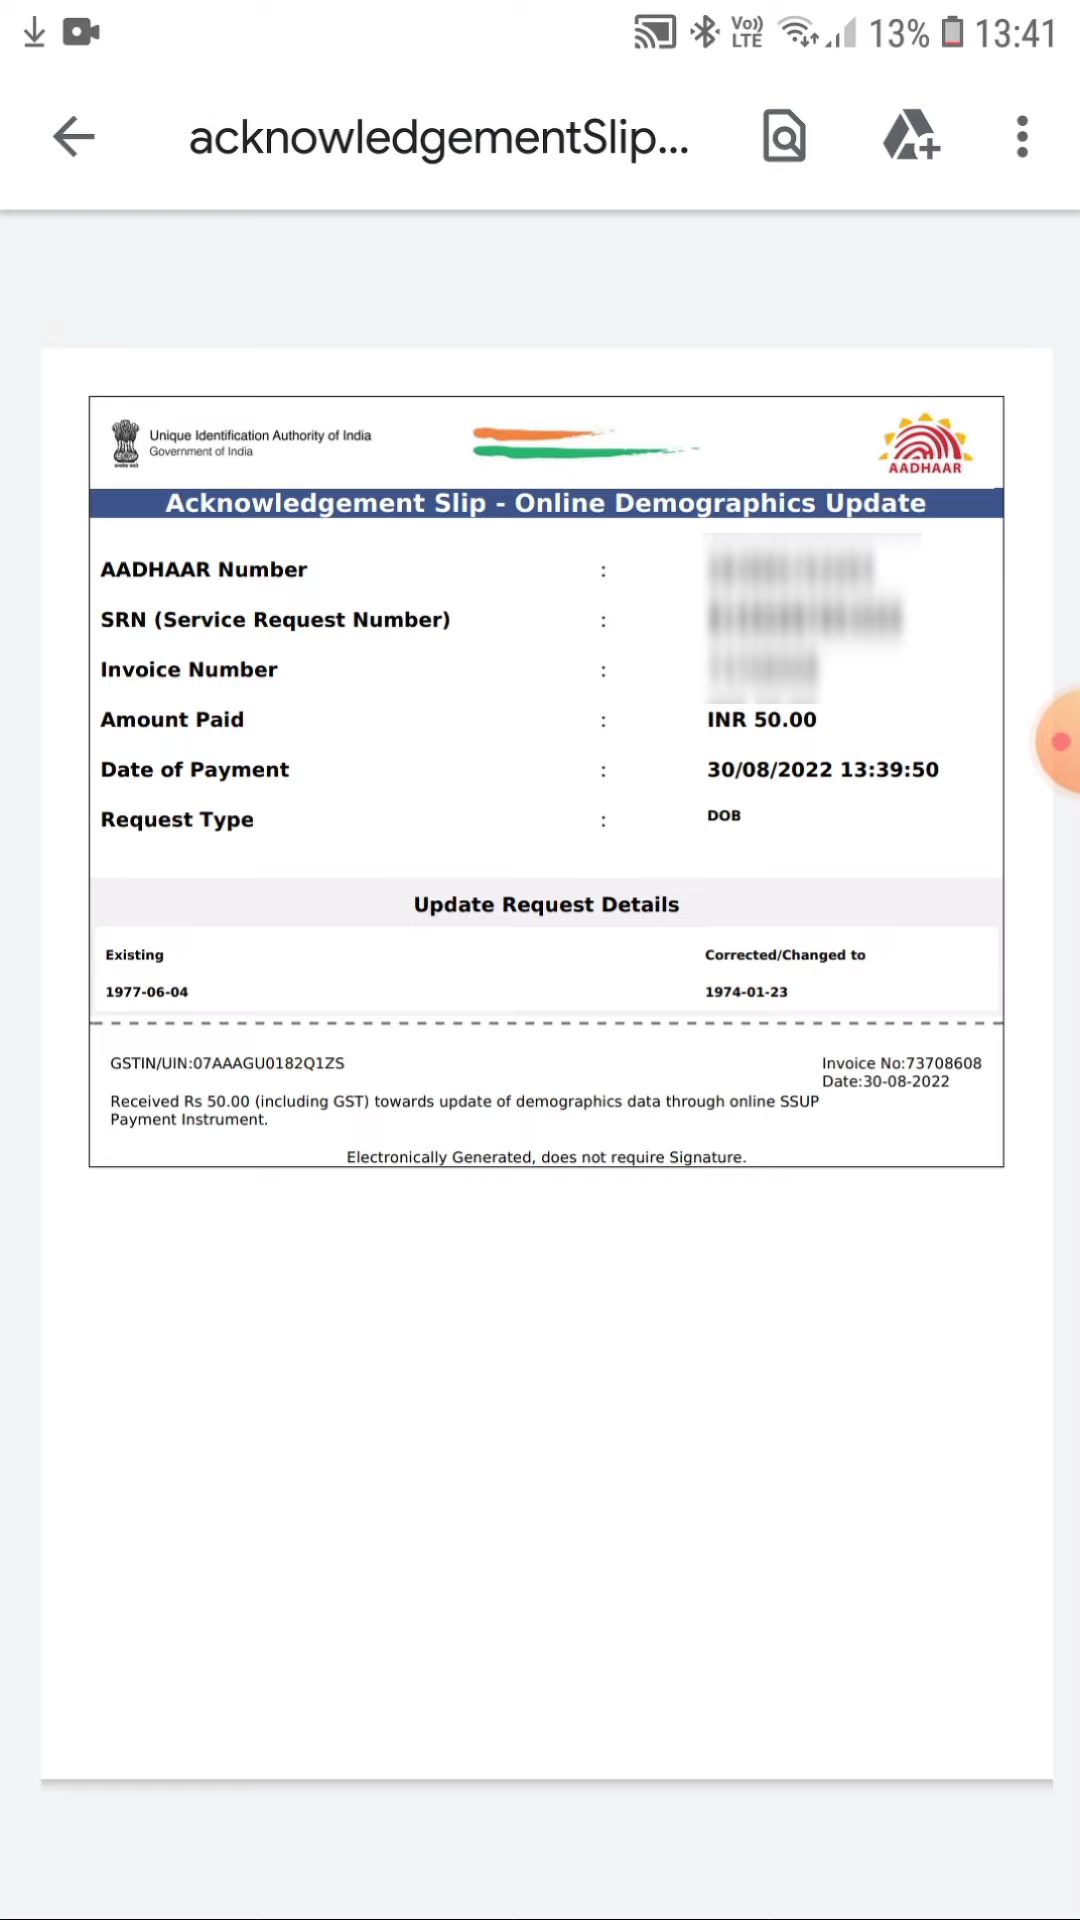 Vo)) LTE 13% 13:41
acknowledgementSlip...
Unique Identification Authority of India
Government of India
AADHAAR
Acknowledgement Slip - Online Demographics Update
AADHAAR Number :
SRN (Service Request Number) :
Invoice Number :
Amount Paid : INR 50.00
Date of Payment : 30/08/2022 13:39:50
Request Type : DOB
Update Request Details
Existing Corrected/Changed to
1977-06-04 1974-01-23
GSTIN/UIN:07AAAGU0182Q1ZS Invoice No:73708608
Date:30-08-2022
Received Rs 50.00 (including GST) towards update of demographics data through online SSUP
Payment Instrument.
Electronically Generated, does not require Signature.